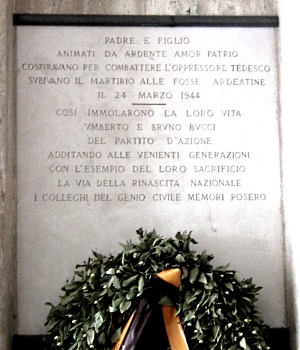 PADRE E FIGLIO
ANIMATI DA ARDENTE AMOR PATRIO
COSPIRAVANO PER COMBATTERE L'OPPRESSORE TEDESCO
SVBIVANO IL MARTIRIO ALLE FOSSE ARDEATINE
IL 24 MARZO 1944
COSÌ IMMOLARONO LA LORO VITA
VMBERTO E BRVNO BVCCI
DEL PARTITO D'AZIONE
ADDITANDO ALLE VENIENTI GENERAZIONI
CON L'ESEMPIO DEL LORO SACRIFICIO
LA VIA DELLA RINASCITA NAZIONALE
I COLLEGHI DEL GENIO CIVILE MEMORI POSERO